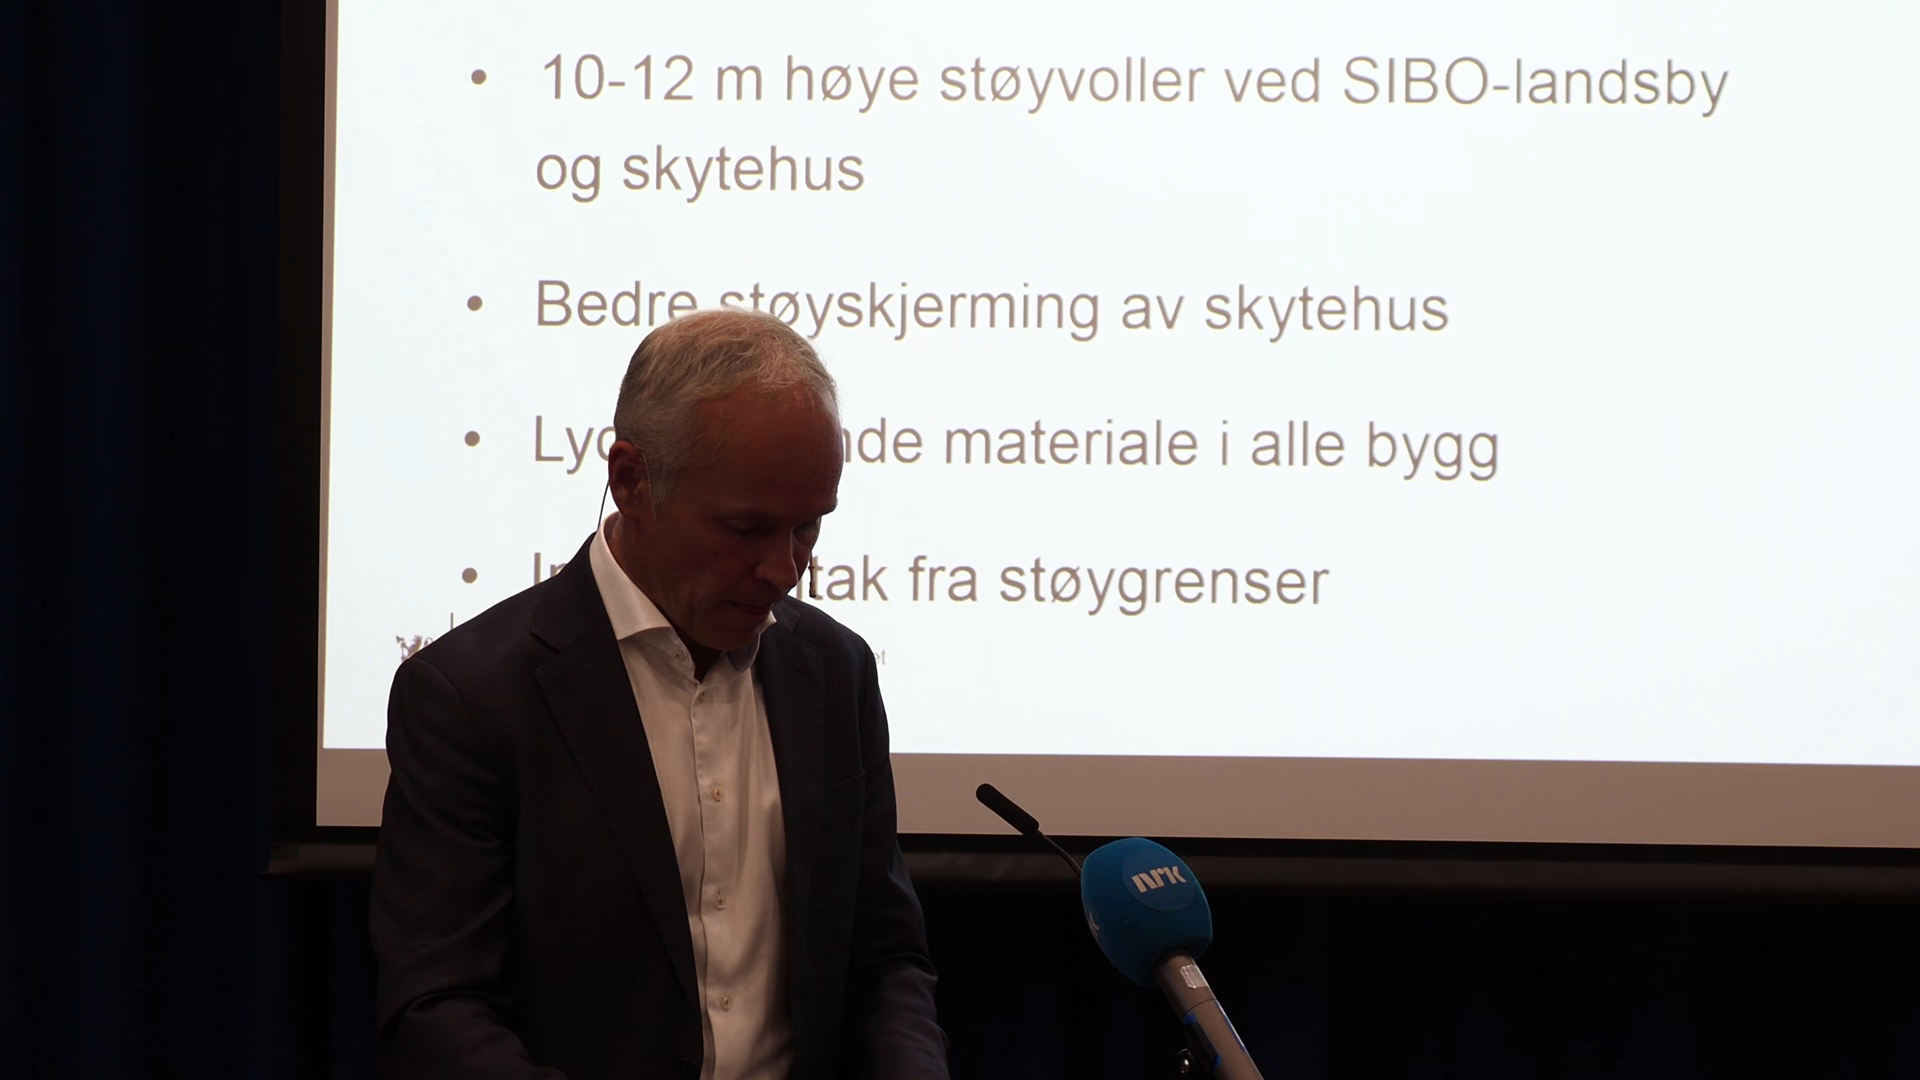 10-12 m høye støyvoller ved SIBO-landsby
og skytehus
Bedre støyskjerming av skytehus
materiale i alle bygg
fra støygrenser
NRK